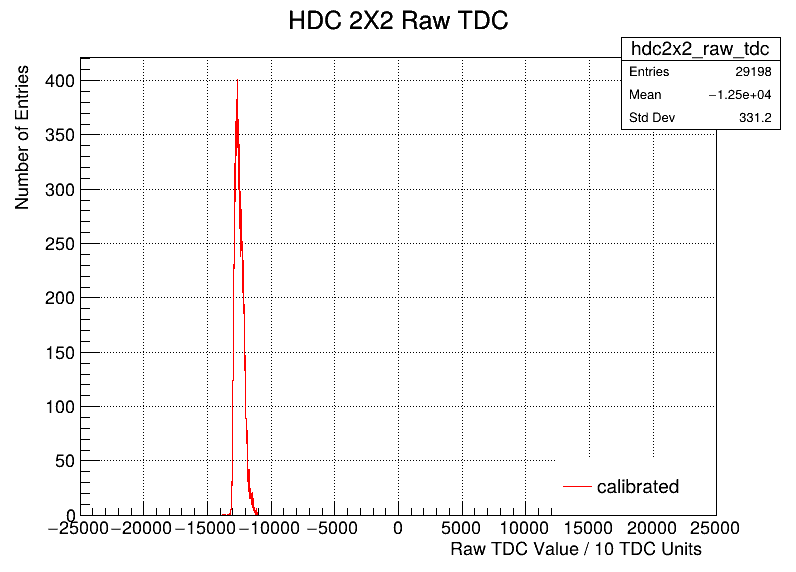 HDC 2X2 Raw TDC
hdc2x2_raw_tdc
Entries 29198
Mean −1.25e+04
Std Dev 331.2
Number of Entries
400
350
300
250
200
150
100
50
0
−25000 −20000 −15000 −10000 −5000 0 5000 10000 15000 20000 25000
calibrated
Raw TDC Value / 10 TDC Units